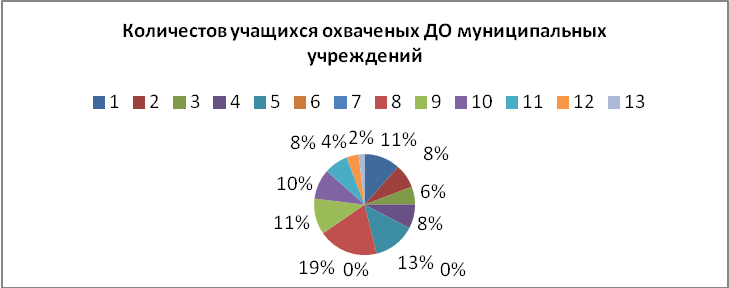 Количестов учащихся охваченых ДО муниципальных
учреждений
1 2 3 4 5 6 7 8 9 10 11 12 13
8% 4% 2% 11% 8%
10% 6%
11% 8%
19% 0% 13% 0%